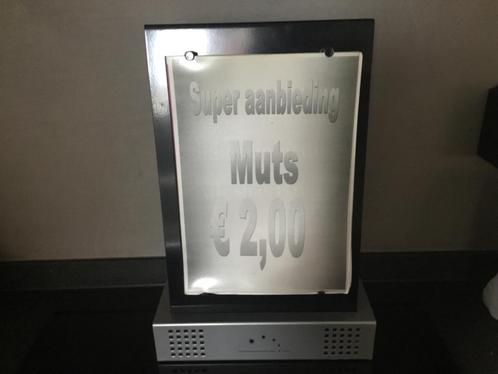 Super aanbieding
Muts
€ 2,00